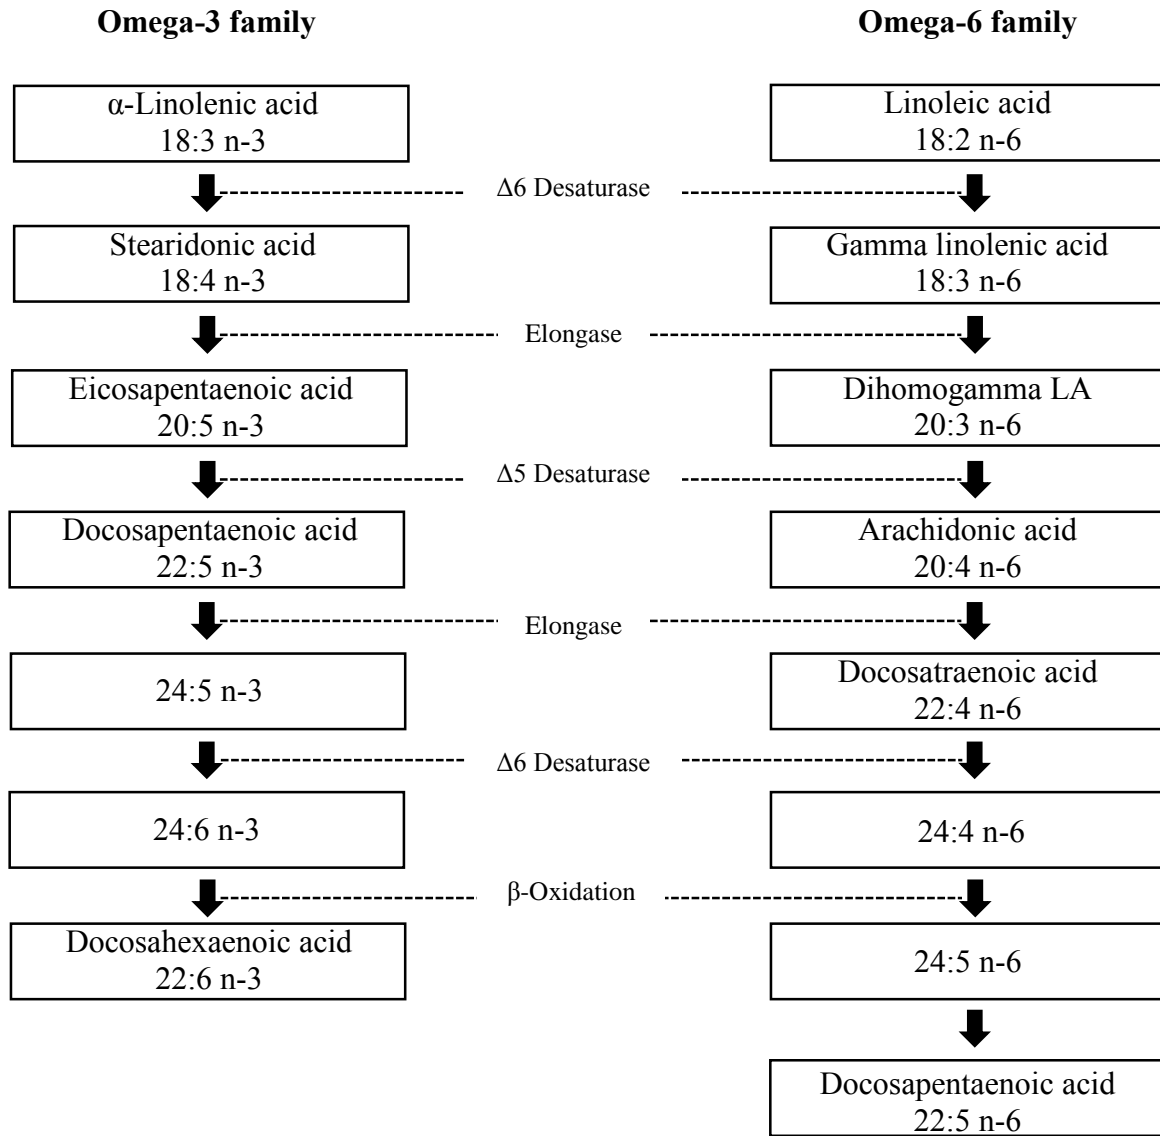 Omega-3 family
Omega-6 family
α-Linolenic acid
18:3 n-3
Linoleic acid
18:2 n-6
Δ6 Desaturase
Stearidonic acid
18:4 n-3
Gamma linolenic acid
18:3 n-6
Elongase
Eicosapentaenoic acid
20:5 n-3
Dihomogamma LA
20:3 n-6
Δ5 Desaturase
Docosapentaenoic acid
22:5 n-3
Arachidonic acid
20:4 n-6
Elongase
24:5 n-3
Docosatraenoic acid
22:4 n-6
Δ6 Desaturase
24:6 n-3
24:4 n-6
β-Oxidation
Docosahexaenoic acid
22:6 n-3
24:5 n-6
Docosapentaenoic acid
22:5 n-6